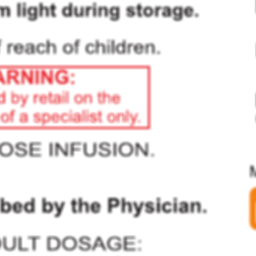 m light during storage.
f reach of children.
ARNING:
d by retail on the
of a specialist only.
OSE INFUSION.
bed by the Physician.
ULT DOSAGE:
M